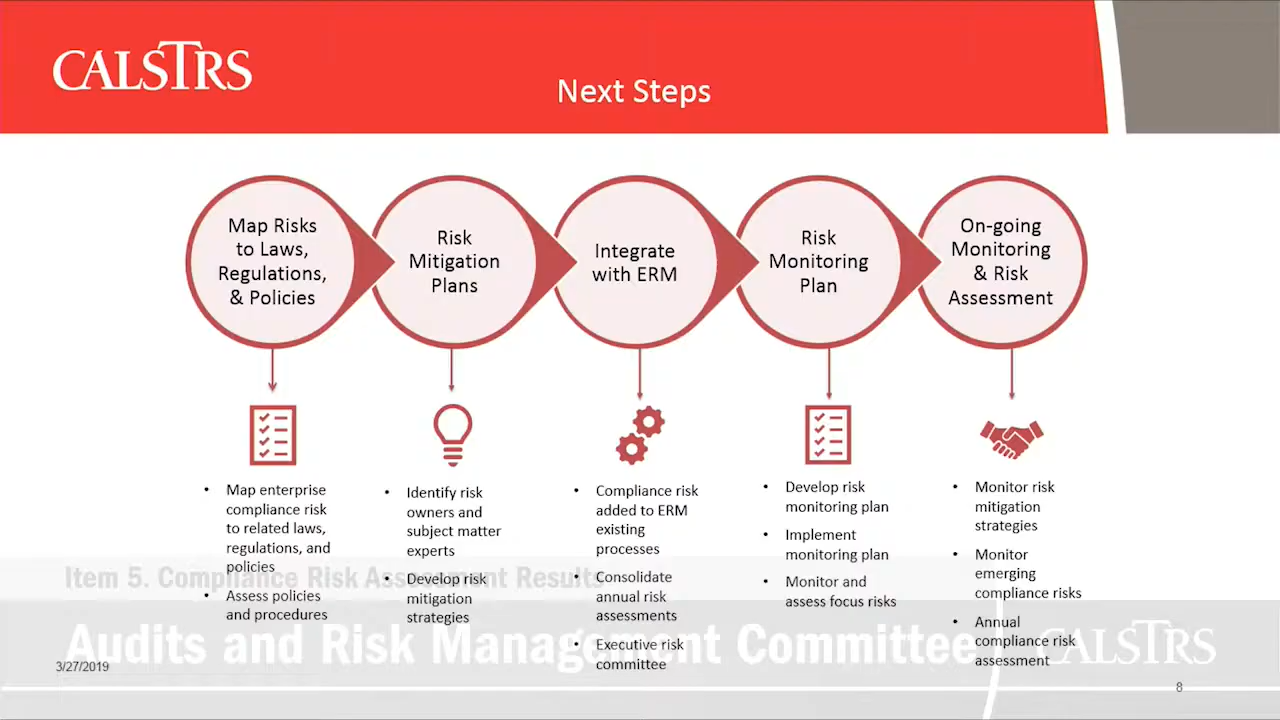 CALSTRS
Next Steps
Map Risks
to Laws,
Regulations,
& Policies
Risk
Mitigation
Plans
Integrate
with ERM
Risk
Monitoring
Plan
On-going
Monitoring
& Risk
Assessment
• Map enterprise
compliance risk
to related laws,
regulations, and
policies
• Assess policies
and procedures
• Identify risk
owners and
subject matter
experts
• Develop risk
mitigation
strategies
• Compliance risk
added to ERM
existing
processes
• Consolidate
annual risk
assessments
• Executive risk
committee
• Develop risk
monitoring plan
• Implement
monitoring plan
• Monitor and
assess focus risks
• Monitor risk
mitigation
strategies
• Monitor
emerging
compliance risks
• Annual
compliance risk
assessment
Item 5. Compliance Risk Assessment Results
Audits and Risk Management Committee
CALSTRS
3/27/2019
8